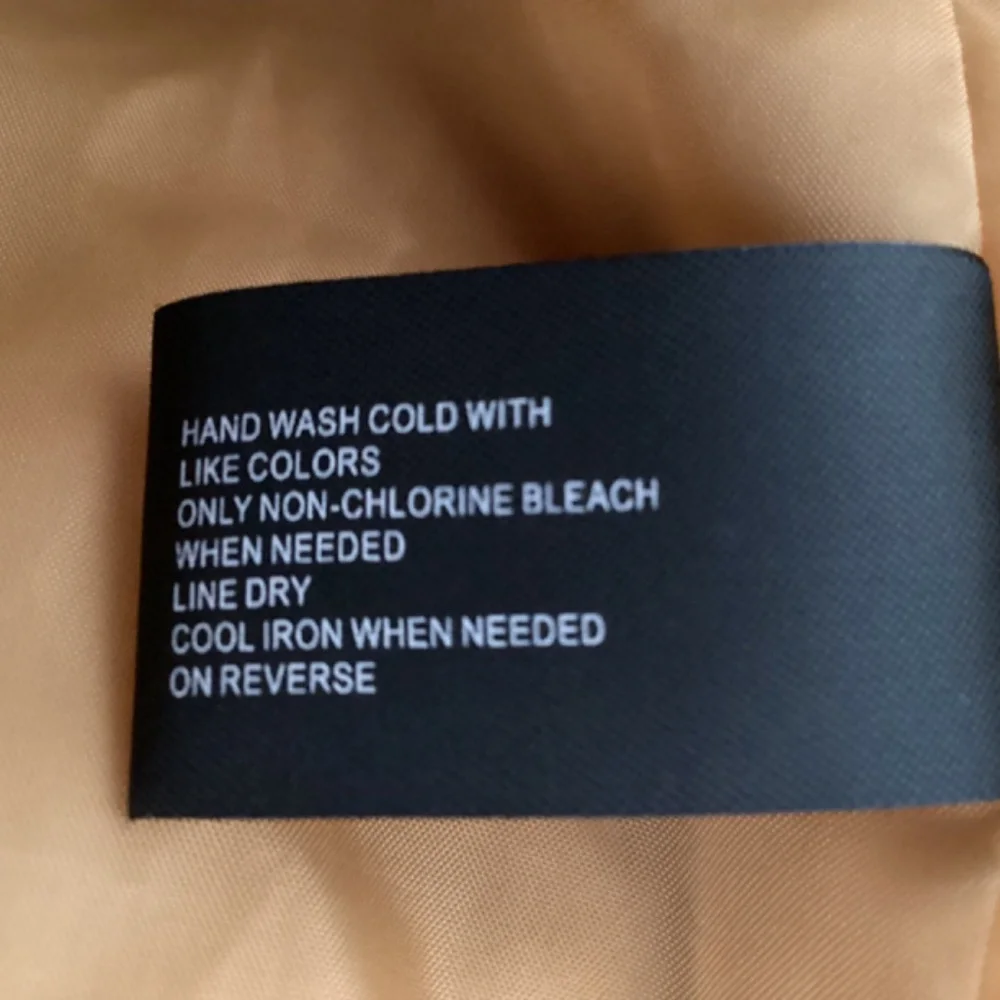 HAND WASH COLD WITH
LIKE COLORS
ONLY NON-CHLORINE BLEACH
WHEN NEEDED
LINE DRY
COOL IRON WHEN NEEDED
ON REVERSE